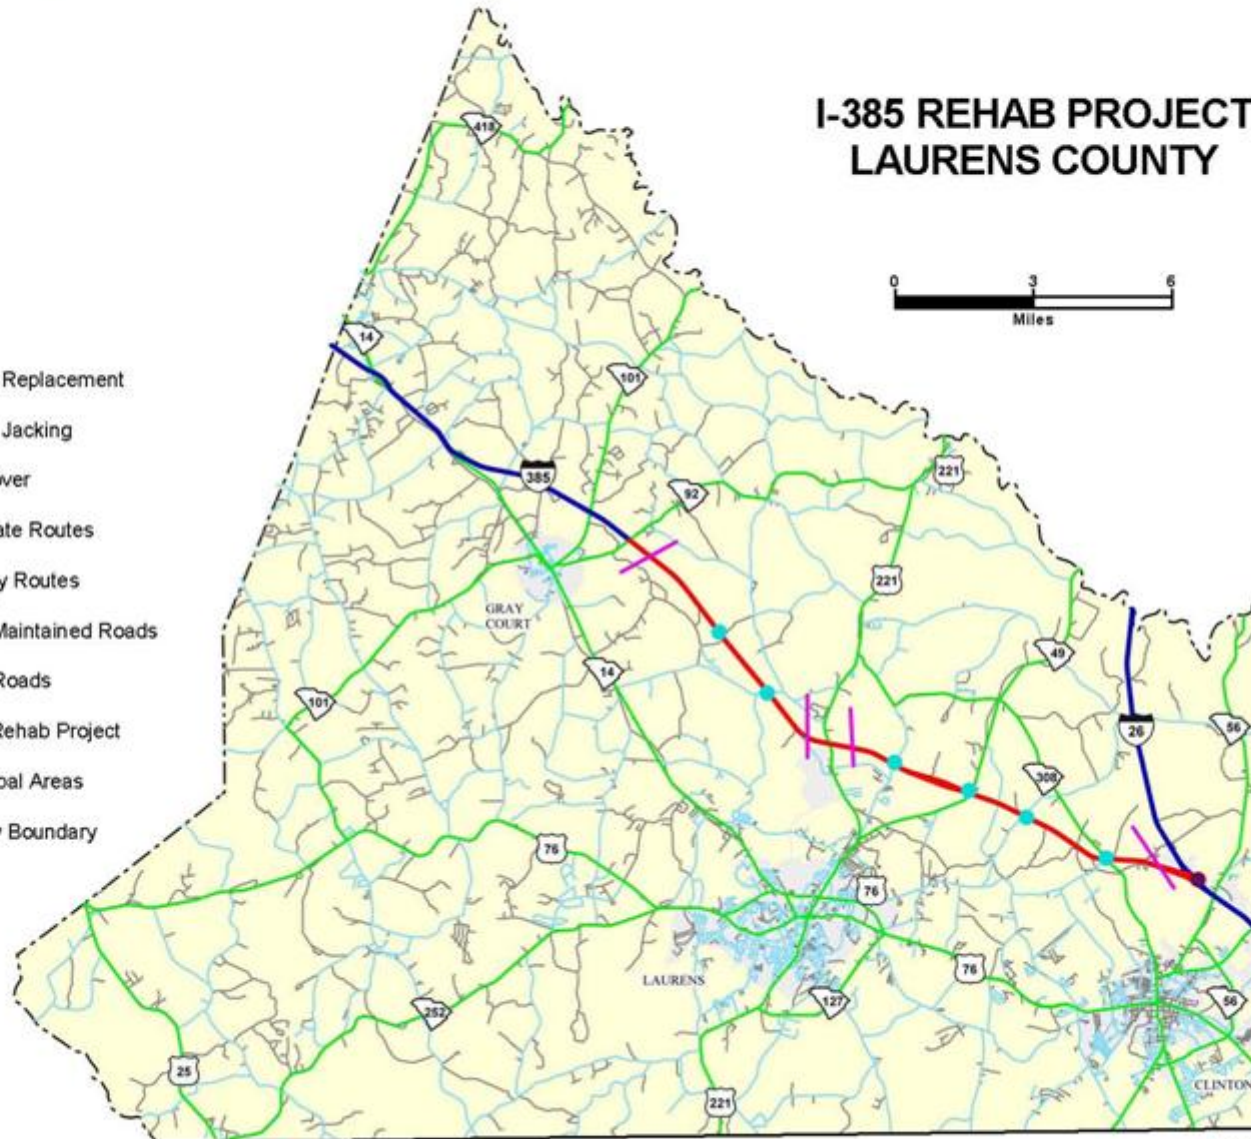 I-385 REHAB PROJECT
LAURENS COUNTY
0 3 6
Miles
Replacement
Jacking
over
ate Routes
y Routes
Maintained Roads
Roads
Rehab Project
pal Areas
y Boundary
418
14
101
385
92
221
221
GRAY
COURT
49
14
101
26
56
308
76
76
LAURENS
76
127
56
252
25
CLINTON
221